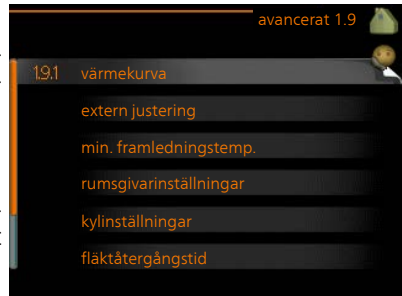 avancerat 1.9
1.9.1 värmekurva
extern justering
min. framledningstemp.
rumsgivarinställningar
kylinställningar
fläktåtergångstid